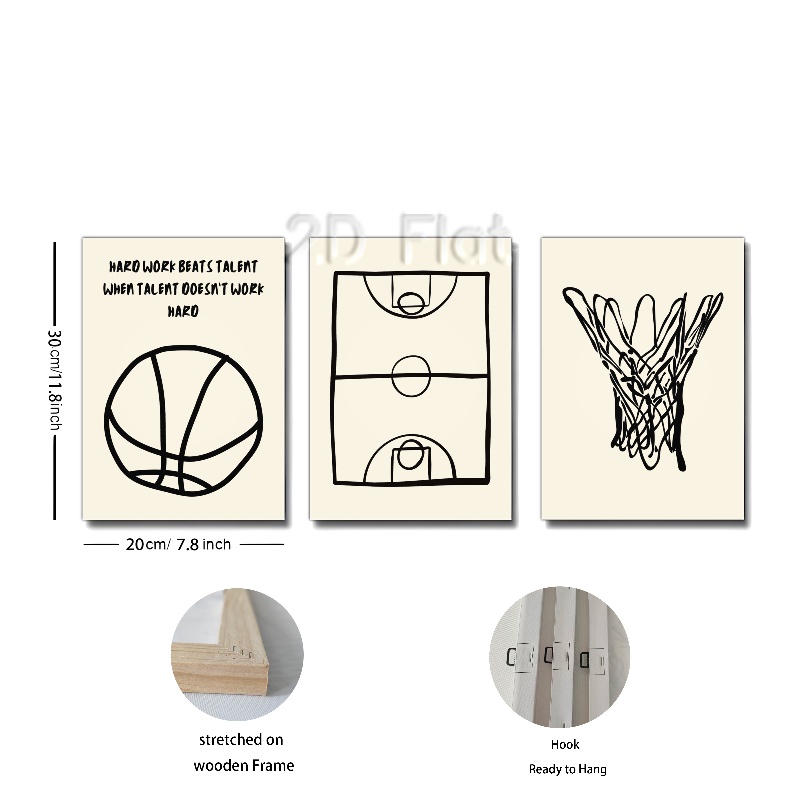 2D Flat
HARD WORK BEATS TALENT
WHEN TALENT DOESN'T WORK
HARD
30cm/11.8inch
20cm/ 7.8 inch
stretched on
wooden Frame
Hook
Ready to Hang